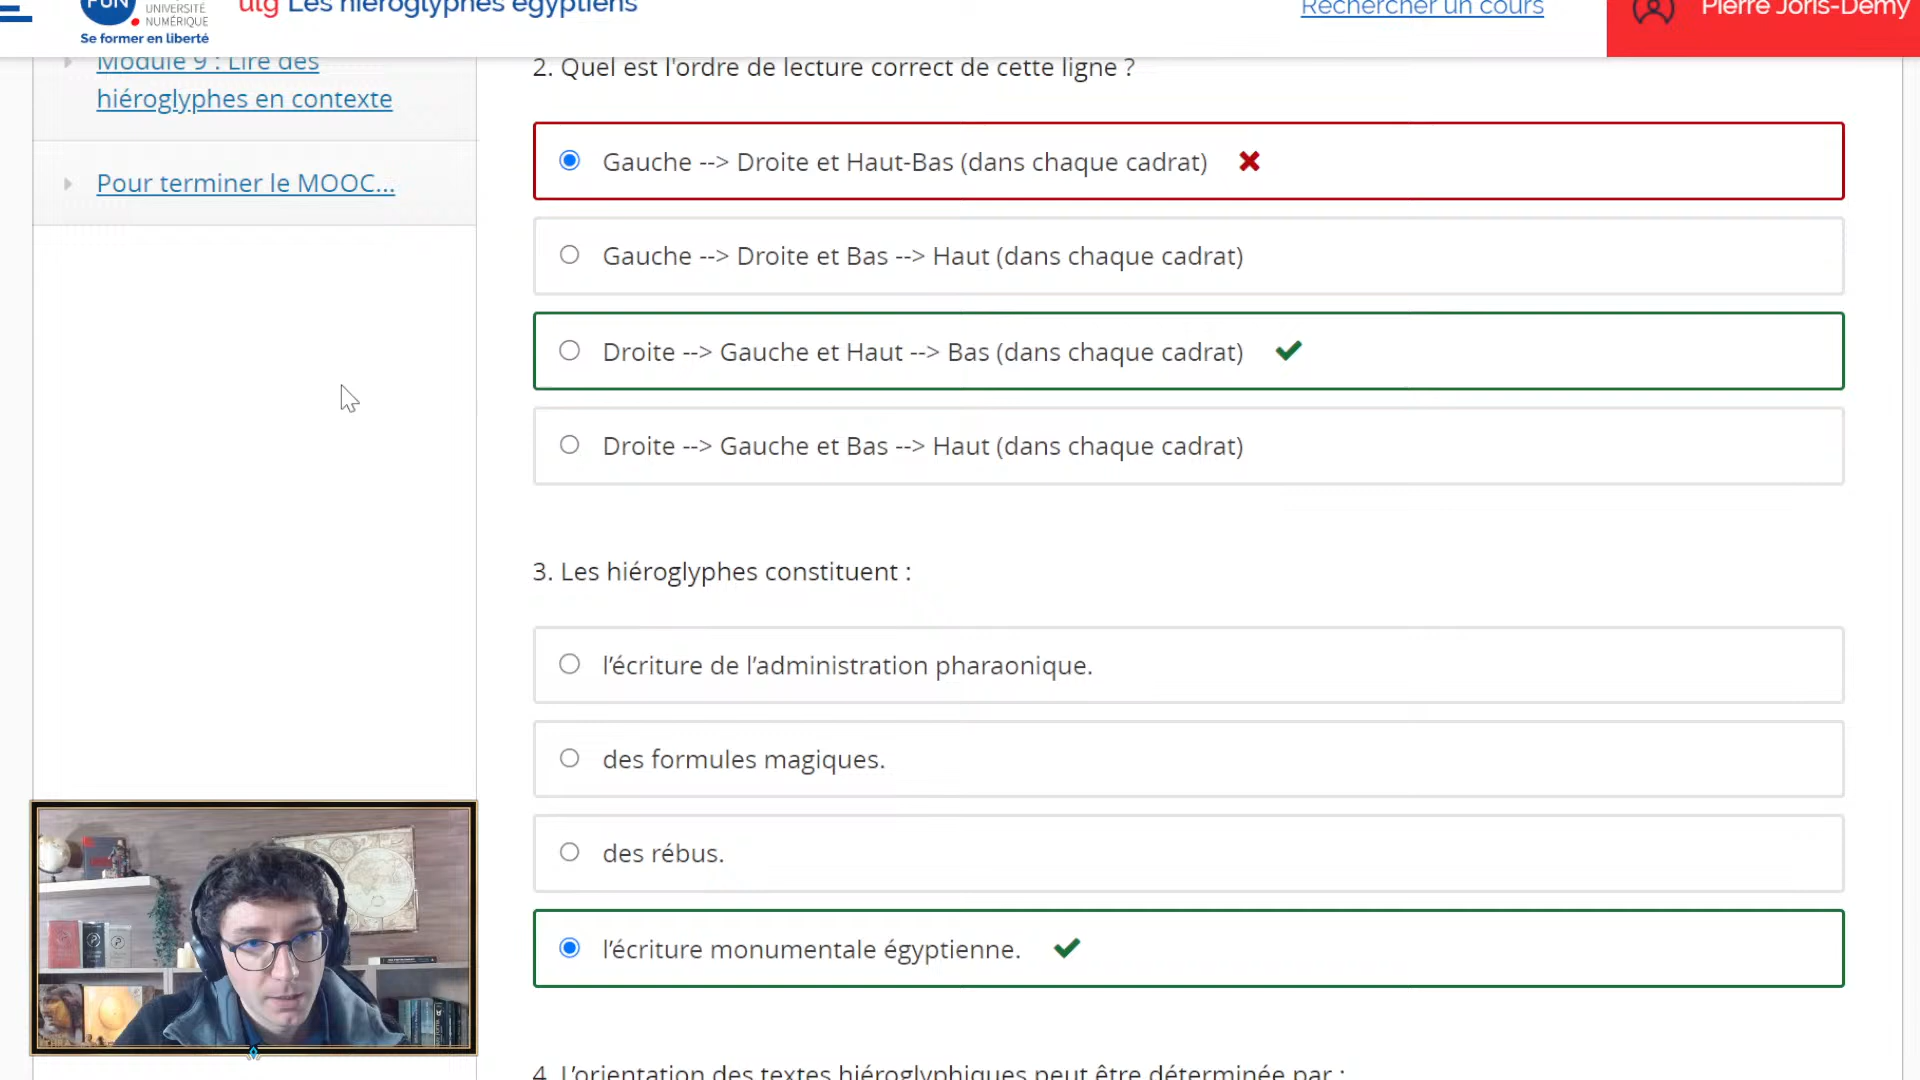 FUN
UNIVERSITÉ
NUMÉRIQUE
Se former en liberté
ulg Les hiéroglyphes égyptiens
Rechercher un cours
Pierre Joris-Demy
Module 9 : Lire des
hiéroglyphes en contexte
Pour terminer le MOOC...
2. Quel est l'ordre de lecture correct de cette ligne ?
Gauche --> Droite et Haut-Bas (dans chaque cadrat)
Gauche --> Droite et Bas --> Haut (dans chaque cadrat)
Droite --> Gauche et Haut --> Bas (dans chaque cadrat)
Droite --> Gauche et Bas --> Haut (dans chaque cadrat)
3. Les hiéroglyphes constituent :
l’écriture de l’administration pharaonique.
des formules magiques.
des rébus.
l’écriture monumentale égyptienne.
4. L’orientation des textes hiéroglyphiques peut être déterminée par :